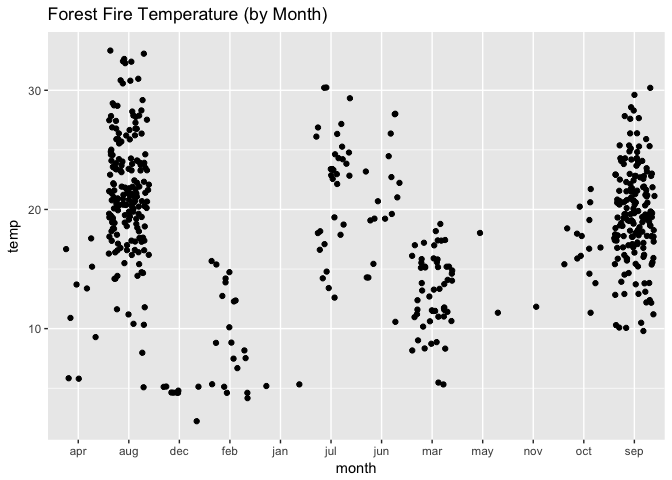 Forest Fire Temperature (by Month)
temp
30
20
10
apr aug dec feb jan jul jun mar may nov oct sep
month